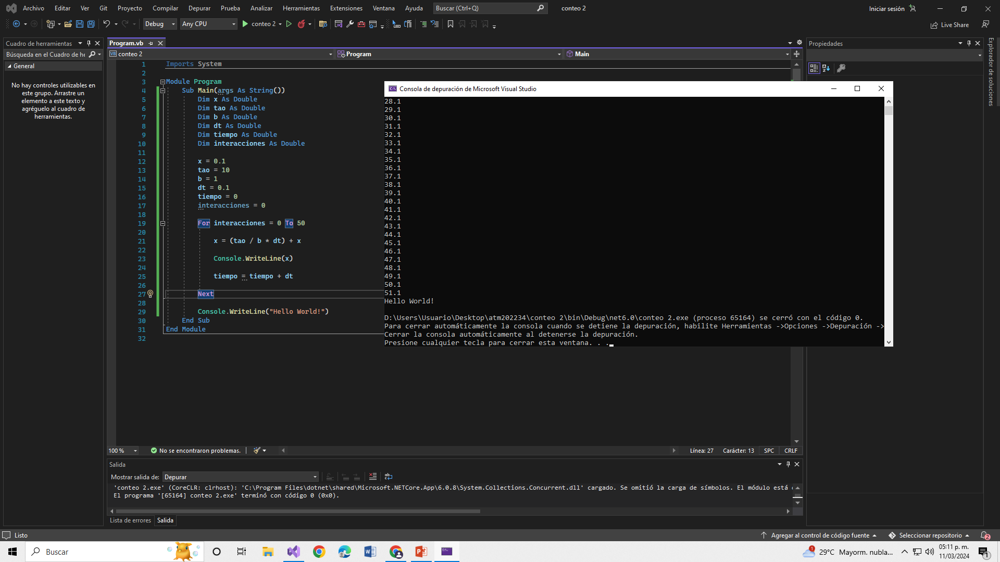 Archivo Editar Ver Git Proyecto Compilar Depurar Prueba Analizar Herramientas Extensiones Ventana Ayuda Buscar (Ctrl+Q) conteo 2 Iniciar sesión
Debug Any CPU conteo 2 Live Share
Cuadro de herramientas
Búsqueda en el Cuadro de he
General
No hay controles utilizables en
este grupo. Arrastre un
elemento a este texto y
agréguelo al cuadro de
herramientas.
Program.vb
conteo 2 Program Main
1 Imports System
2
3 Module Program
4 Sub Main(args As String())
5 Dim x As Double
6 Dim tao As Double
7 Dim b As Double
8 Dim dt As Double
9 Dim tiempo As Double
10 Dim interacciones As Double
11
12 x = 0.1
13 tao = 10
14 b = 1
15 dt = 0.1
16 tiempo = 0
17 interacciones = 0
18
19 For interacciones = 0 To 50
20
21 x = (tao / b * dt) + x
22
23 Console.WriteLine(x)
24
25 tiempo = tiempo + dt
26
27 Next
28
29 Console.WriteLine("Hello World!")
30 End Sub
31 End Module
32
Consola de depuración de Microsoft Visual Studio
28.1
29.1
30.1
31.1
32.1
33.1
34.1
35.1
36.1
37.1
38.1
39.1
40.1
41.1
42.1
43.1
44.1
45.1
46.1
47.1
48.1
49.1
50.1
51.1
Hello World!
D:\Users\Usuario\Desktop\atm202234\conteo 2\bin\Debug\net6.0\conteo 2.exe (proceso 65164) se cerró con el código 0.
Para cerrar automáticamente la consola cuando se detiene la depuración, habilite Herramientas ->Opciones ->Depuración ->
Cerrar la consola automáticamente al detenerse la depuración.
Presione cualquier tecla para cerrar esta ventana. . .
Propiedades
Explorador de soluciones
100 % No se encontraron problemas. Línea: 27 Carácter: 13 SPC CRLF
Salida
Mostrar salida de: Depurar
'conteo 2.exe' (CoreCLR: clrhost): 'C:\Program Files\dotnet\shared\Microsoft.NETCore.App\6.0.8\System.Collections.Concurrent.dll' cargado. Se omitió la carga de símbolos. El módulo está
El programa '[65164] conteo 2.exe' terminó con código 0 (0x0).
Lista de errores Salida
Listo Agregar al control de código fuente Seleccionar repositorio 2
Buscar 1 29°C Mayorm. nubla... 05:11 p. m.
11/03/2024 1